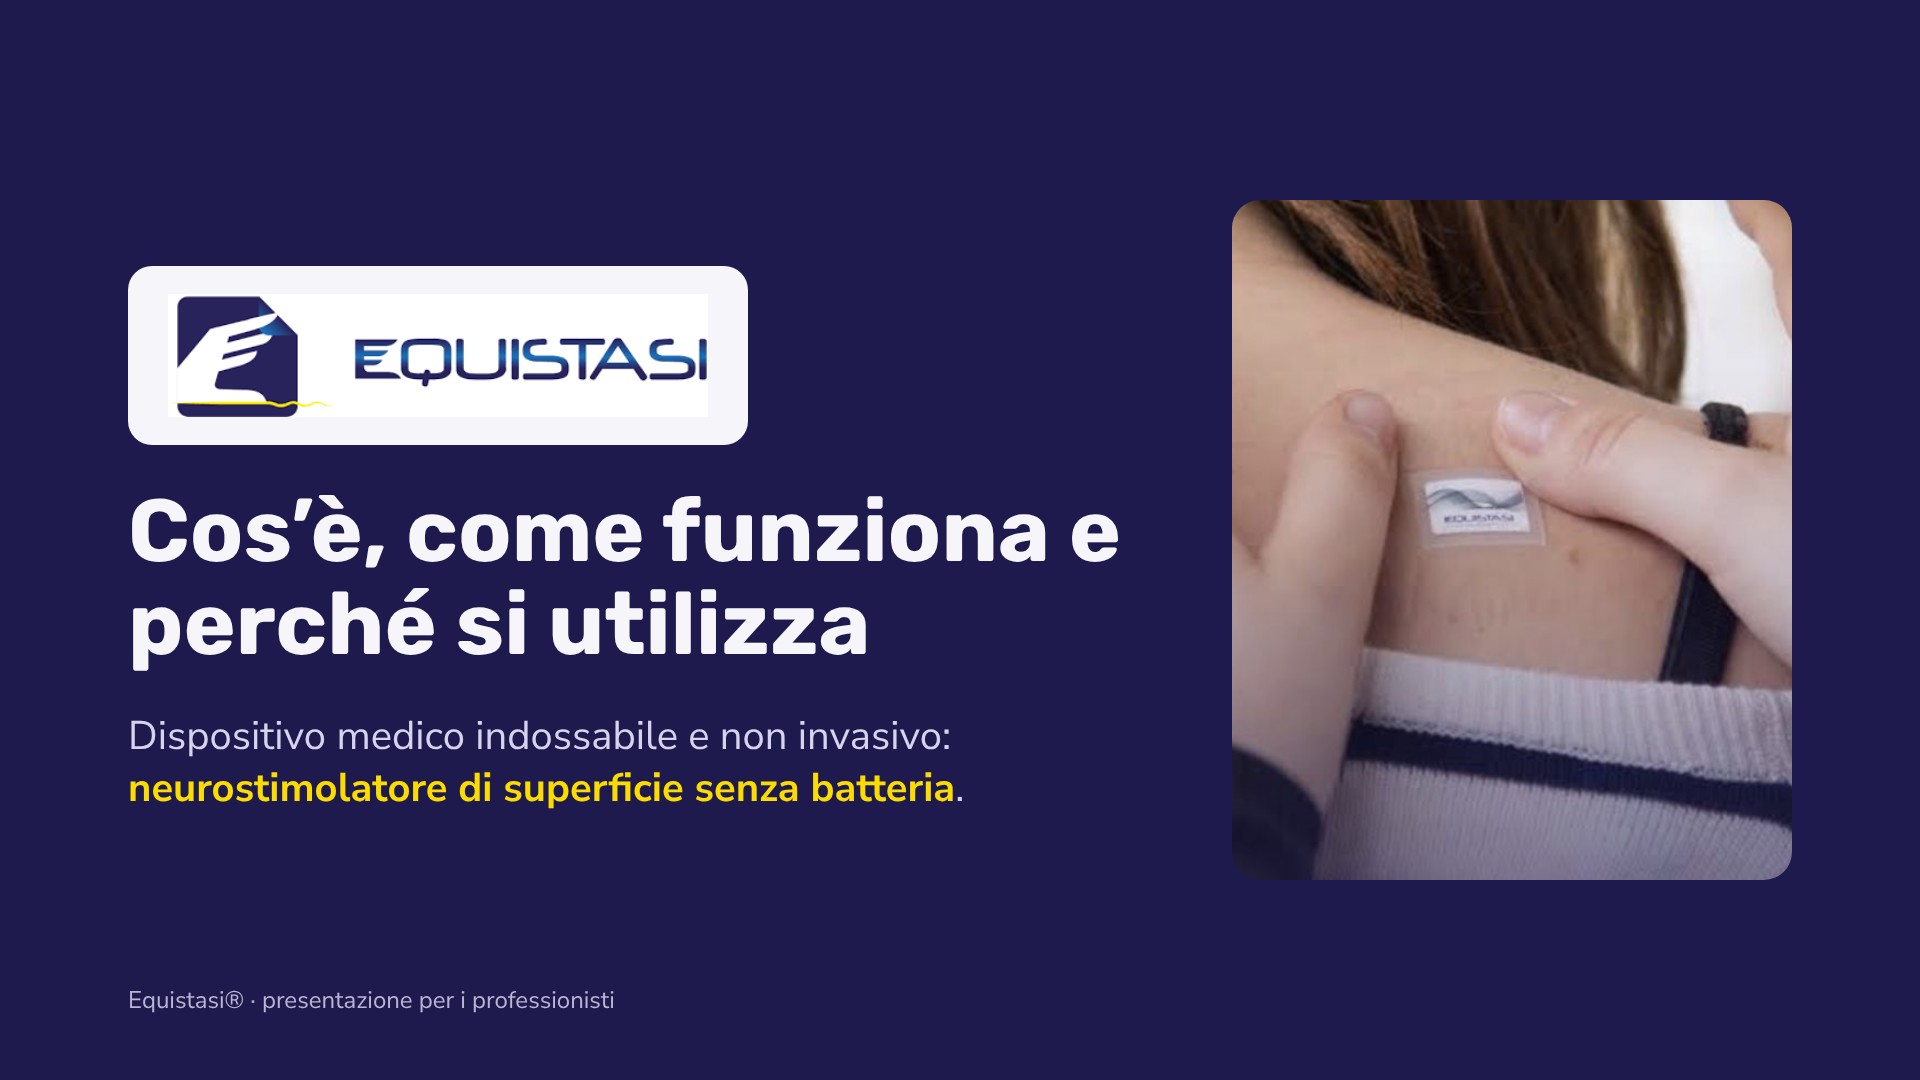 EQUISTASI
Cos’è, come funziona e
perché si utilizza
Dispositivo medico indossabile e non invasivo:
neurostimolatore di superficie senza batteria.
EQUISTASI
Equistasi® · presentazione per i professionisti